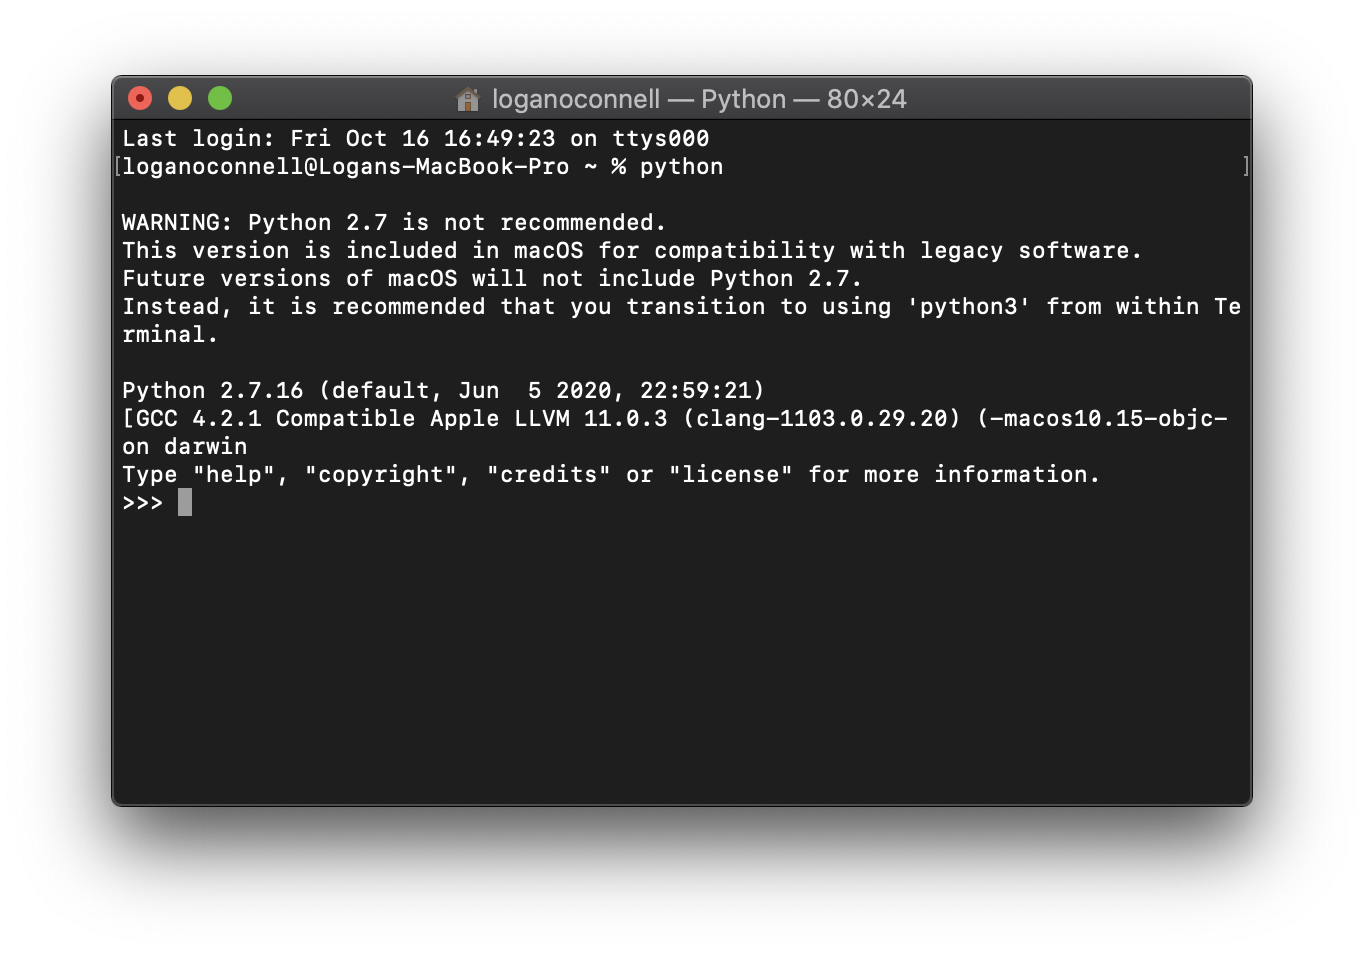 loganoconnell — Python — 80×24
Last login: Fri Oct 16 16:49:23 on ttys000
[loganoconnell@Logans-MacBook-Pro ~ % python ]
WARNING: Python 2.7 is not recommended.
This version is included in macOS for compatibility with legacy software.
Future versions of macOS will not include Python 2.7.
Instead, it is recommended that you transition to using 'python3' from within Te
rminal.
Python 2.7.16 (default, Jun  5 2020, 22:59:21)
[GCC 4.2.1 Compatible Apple LLVM 11.0.3 (clang-1103.0.29.20) (-macos10.15-objc-
on darwin
Type "help", "copyright", "credits" or "license" for more information.
>>>